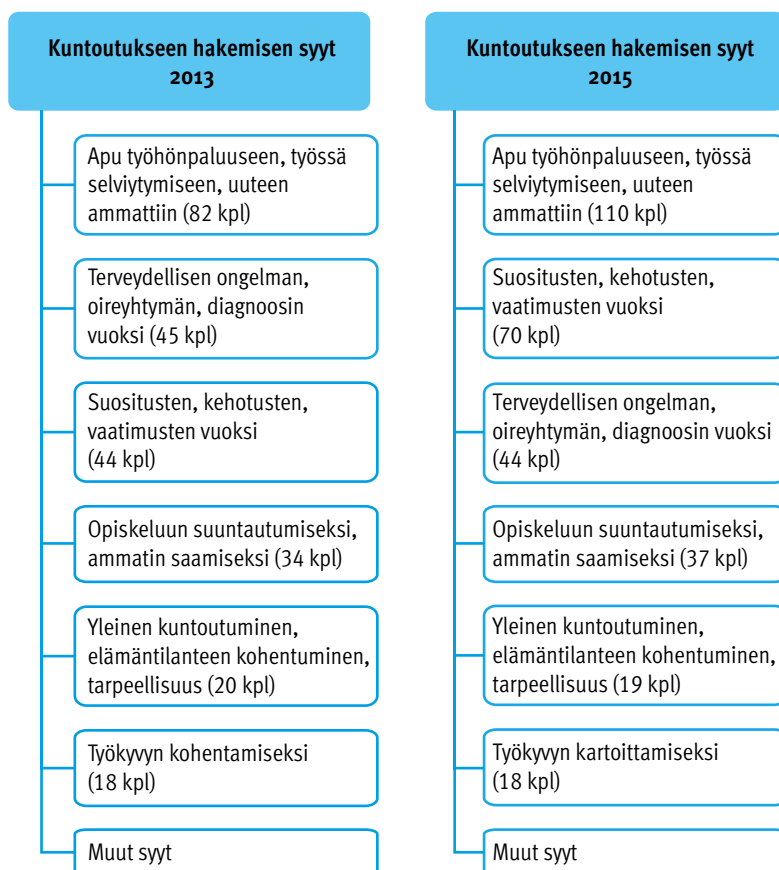 Kuntoutukseen hakemisen syyt
2013
Apu työhönpaluuseen, työssä
selviytymiseen, uuteen
ammattiin (82 kpl)
Terveydellisen ongelman,
oireyhtymän, diagnoosin
vuoksi (45 kpl)
Suositusten, kehotusten,
vaatimusten vuoksi
(44 kpl)
Opiskeluun suuntautumiseksi,
ammatin saamiseksi (34 kpl)
Yleinen kuntoutuminen,
elämäntilanteen kohentuminen,
tarpeellisuus (20 kpl)
Työkyvyn kohentamiseksi
(18 kpl)
Muut syyt
Kuntoutukseen hakemisen syyt
2015
Apu työhönpaluuseen, työssä
selviytymiseen, uuteen
ammattiin (110 kpl)
Suositusten, kehotusten,
vaatimusten vuoksi
(70 kpl)
Terveydellisen ongelman,
oireyhtymän, diagnoosin vuoksi
(44 kpl)
Opiskeluun suuntautumiseksi,
ammatin saamiseksi (37 kpl)
Yleinen kuntoutuminen,
elämäntilanteen kohentuminen,
tarpeellisuus (19 kpl)
Työkyvyn kartoittamiseksi
(18 kpl)
Muut syyt